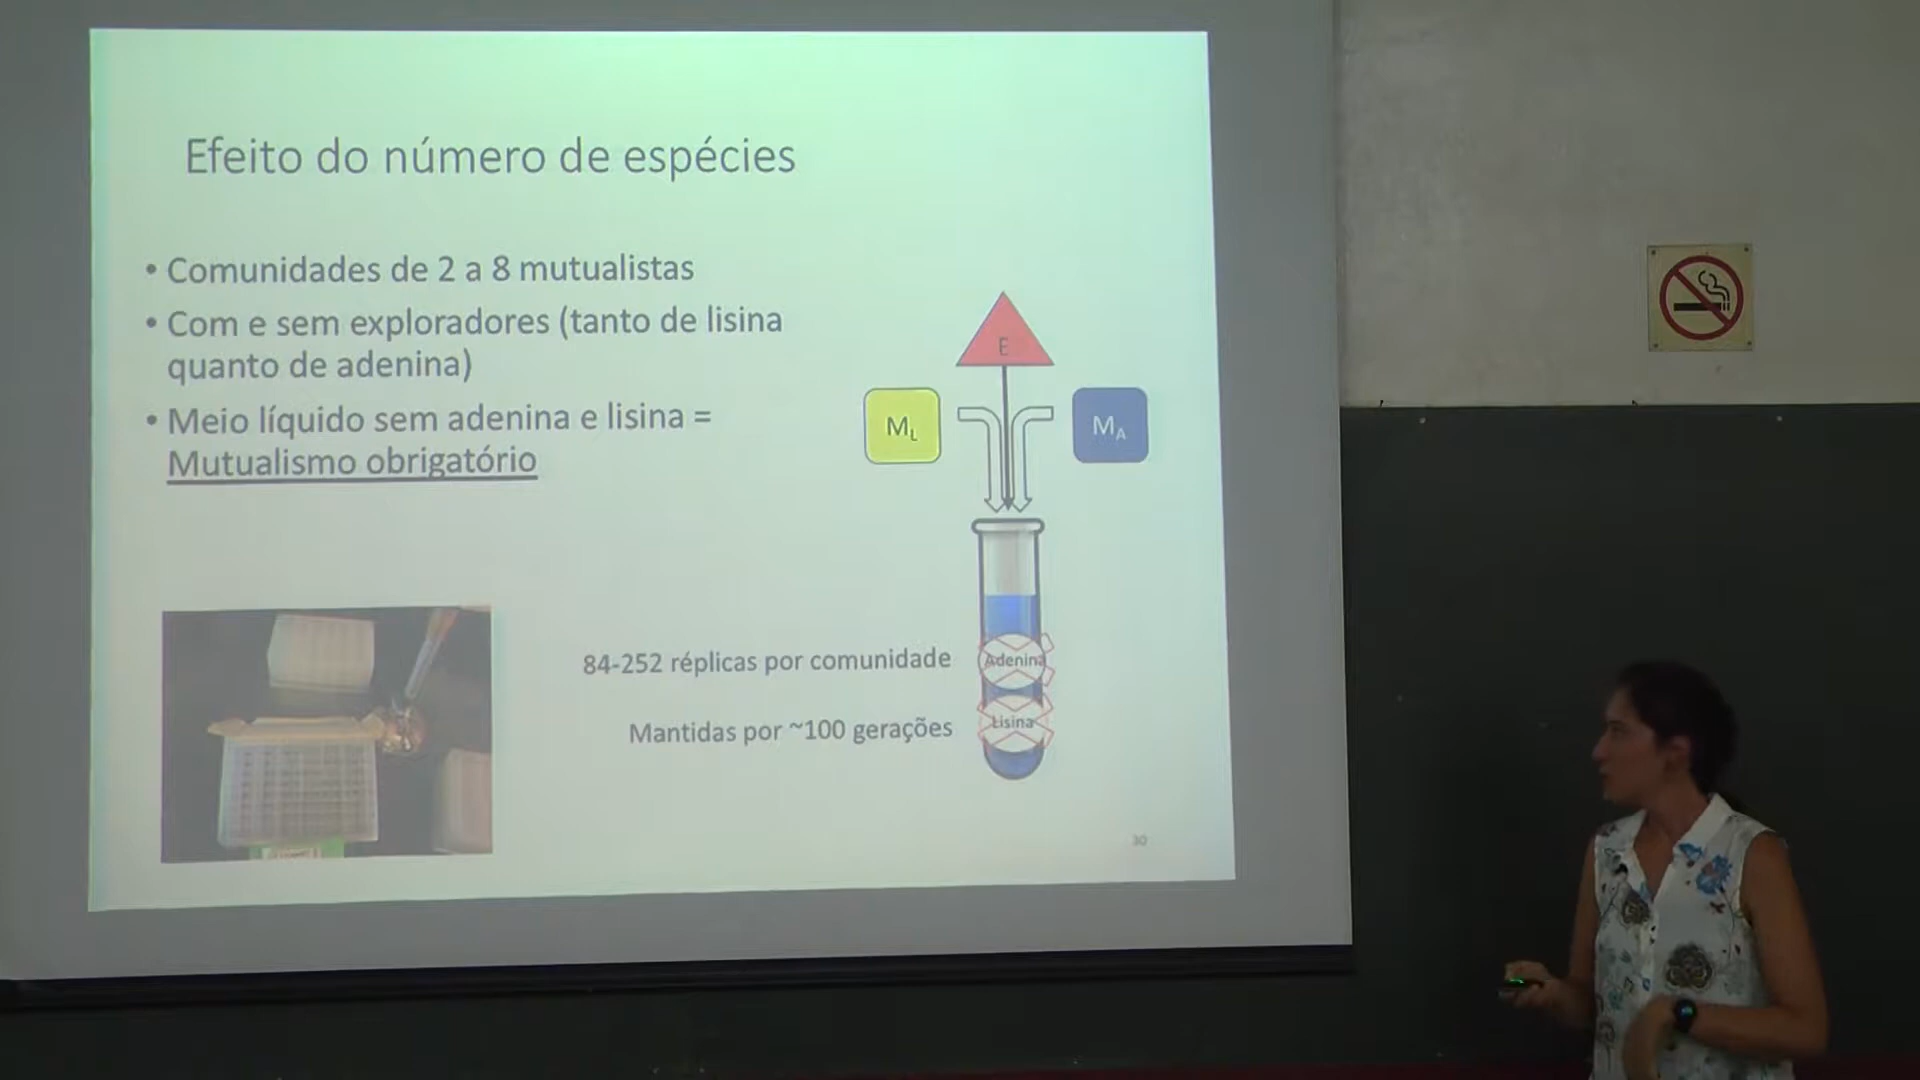 Efeito do número de espécies
• Comunidades de 2 a 8 mutualistas
• Com e sem exploradores (tanto de lisina
quanto de adenina)
• Meio líquido sem adenina e lisina =
Mutualismo obrigatório
E
M_L
M_A
84-252 réplicas por comunidade
Adenina
Mantidas por ~100 gerações
Lisina
30